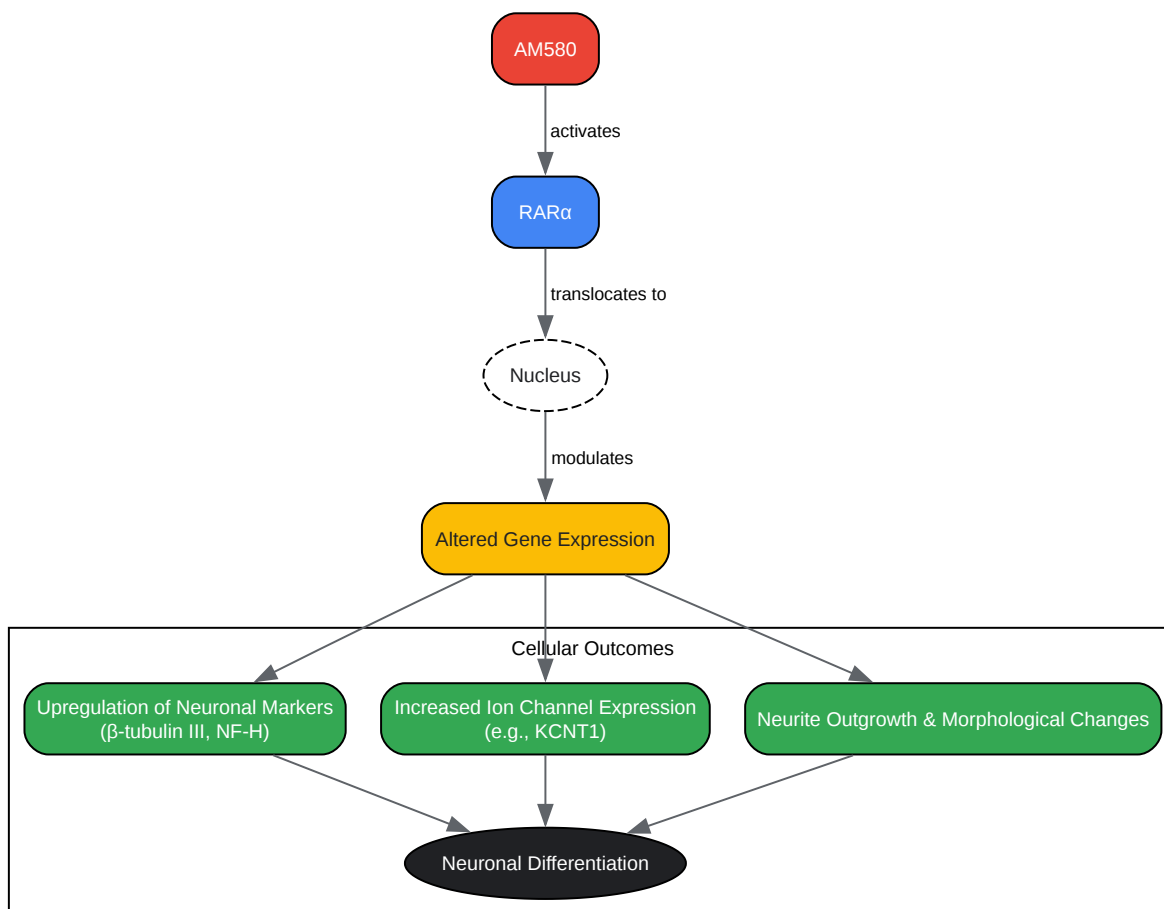 AM580
activates
RARα
translocates to
Nucleus
modulates
Altered Gene Expression
Cellular Outcomes
Upregulation of Neuronal Markers
(β-tubulin III, NF-H)
Increased Ion Channel Expression
(e.g., KCNT1)
Neurite Outgrowth & Morphological Changes
Neuronal Differentiation